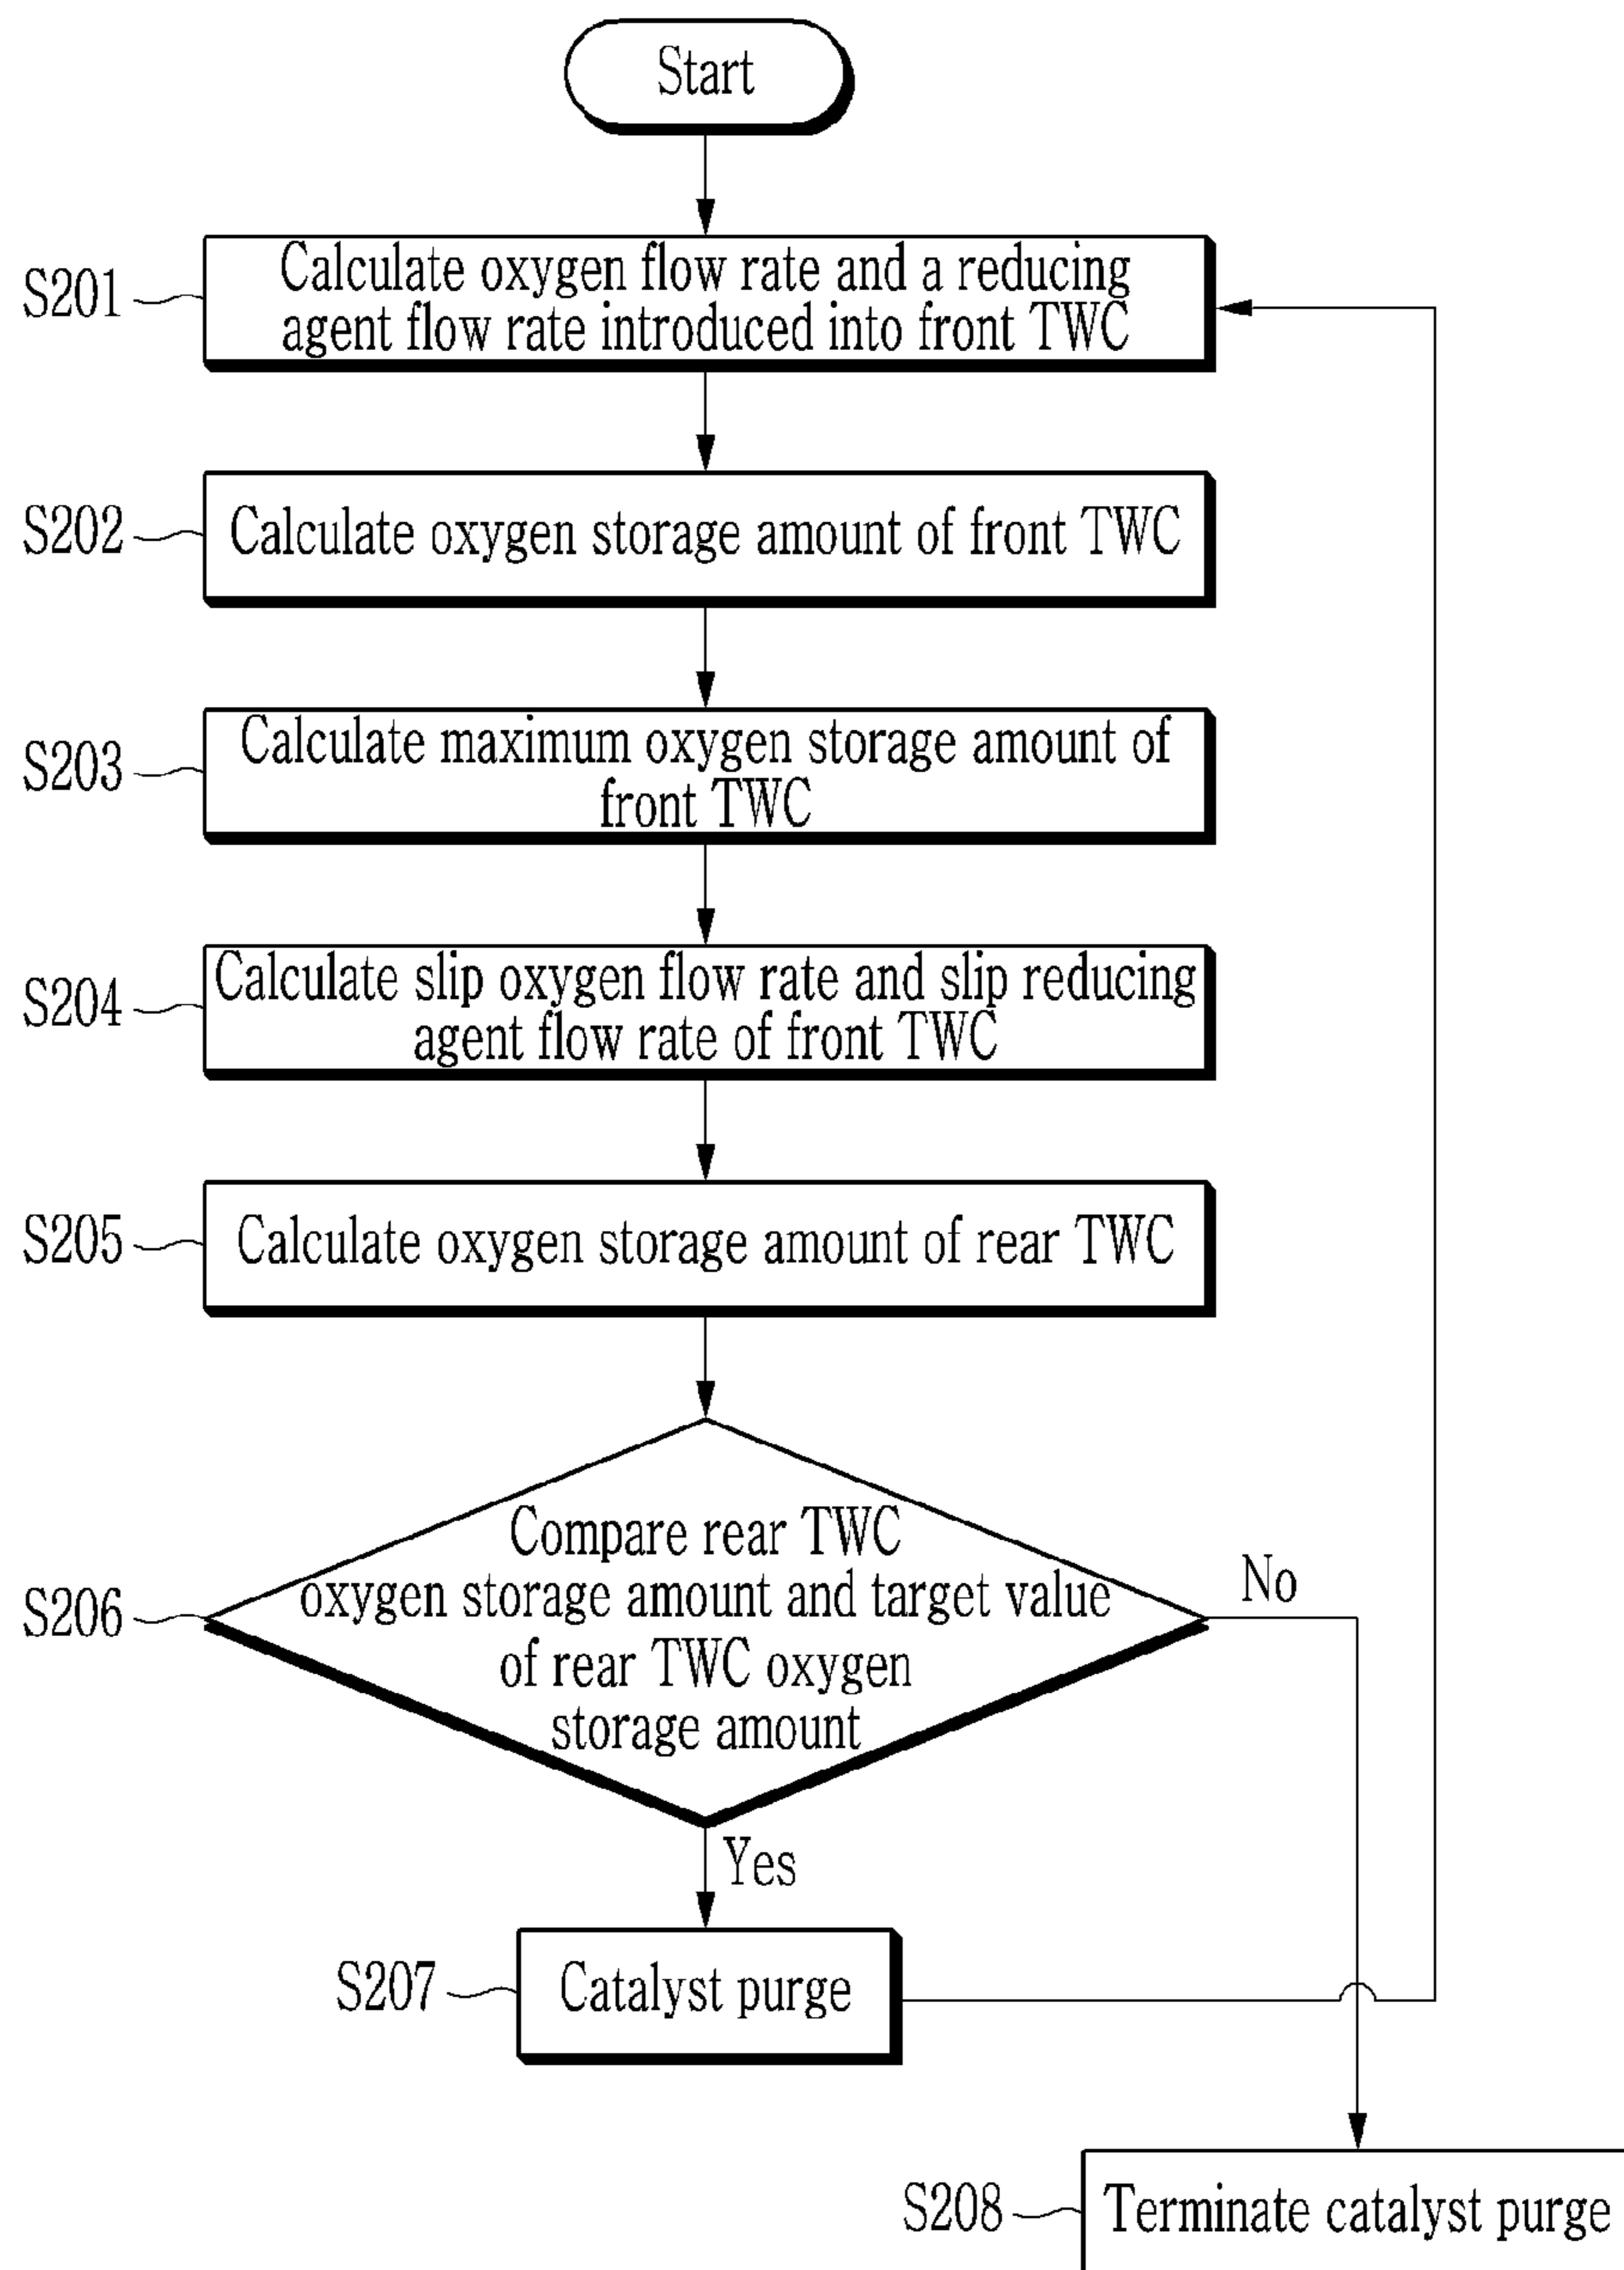 Start
S201
Calculate oxygen flow rate and a reducing
agent flow rate introduced into front TWC
S202
Calculate oxygen storage amount of front TWC
S203
Calculate maximum oxygen storage amount of
front TWC
S204
Calculate slip oxygen flow rate and slip reducing
agent flow rate of front TWC
S205
Calculate oxygen storage amount of rear TWC
S206
Compare rear TWC
oxygen storage amount and target value
of rear TWC oxygen
storage amount
No
Yes
S207
Catalyst purge
S208
Terminate catalyst purge